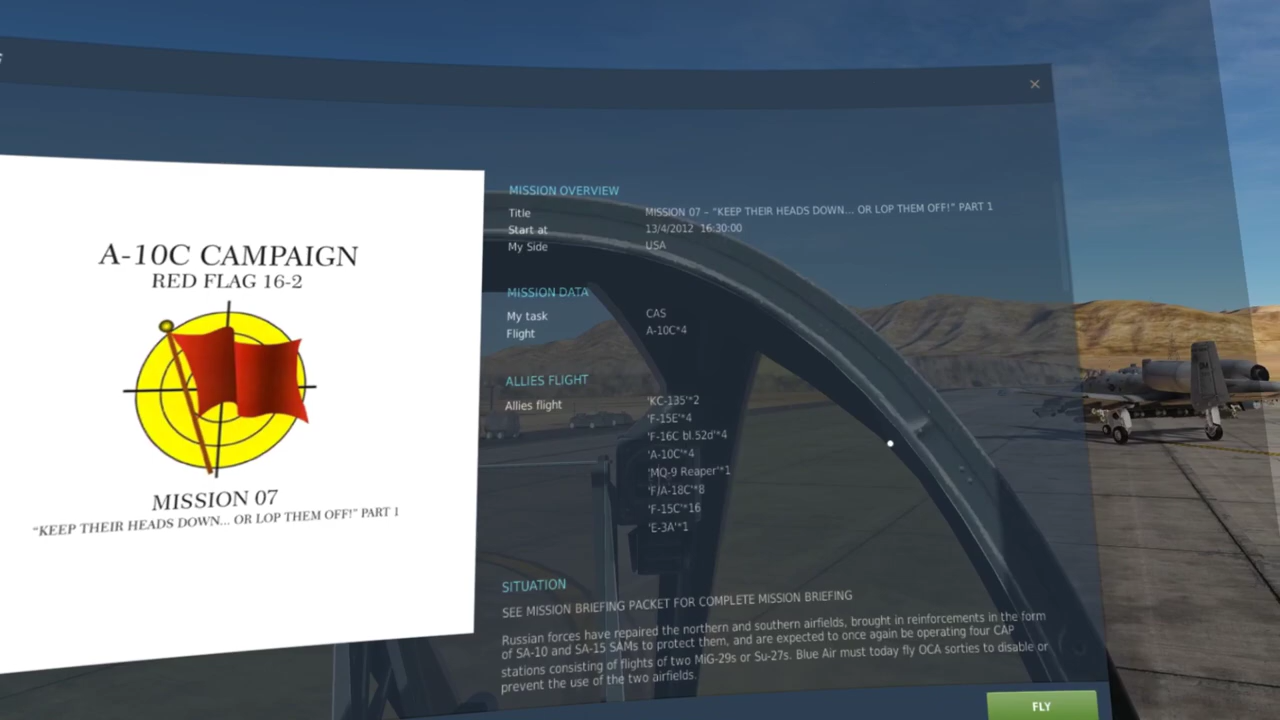 ×
A-10C CAMPAIGN
RED FLAG 16-2
MISSION 07
“KEEP THEIR HEADS DOWN... OR LOP THEM OFF!” PART 1
MISSION OVERVIEW
Title MISSION 07 – “KEEP THEIR HEADS DOWN... OR LOP THEM OFF!” PART 1
Start at 13/4/2012 16:30:00
My Side USA
MISSION DATA
My task CAS
Flight A-10C*4
ALLIES FLIGHT
Allies flight 'KC-135'*2
'F-15E'*4
'F-16C bl.52d'*4
'A-10C'*4
'MQ-9 Reaper'*1
'F/A-18C'*8
'F-15C'*16
'E-3A'*1
SITUATION
SEE MISSION BRIEFING PACKET FOR COMPLETE MISSION BRIEFING
Russian forces have repaired the northern and southern airfields, brought in reinforcements in the form
of SA-10 and SA-15 SAMs to protect them, and are expected to once again be operating four CAP
stations consisting of flights of two MiG-29s or Su-27s. Blue Air must today fly OCA sorties to disable or
prevent the use of the two airfields.
FLY